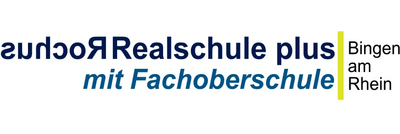 Rochus Realschule plus
mit Fachoberschule
Bingen
am
Rhein